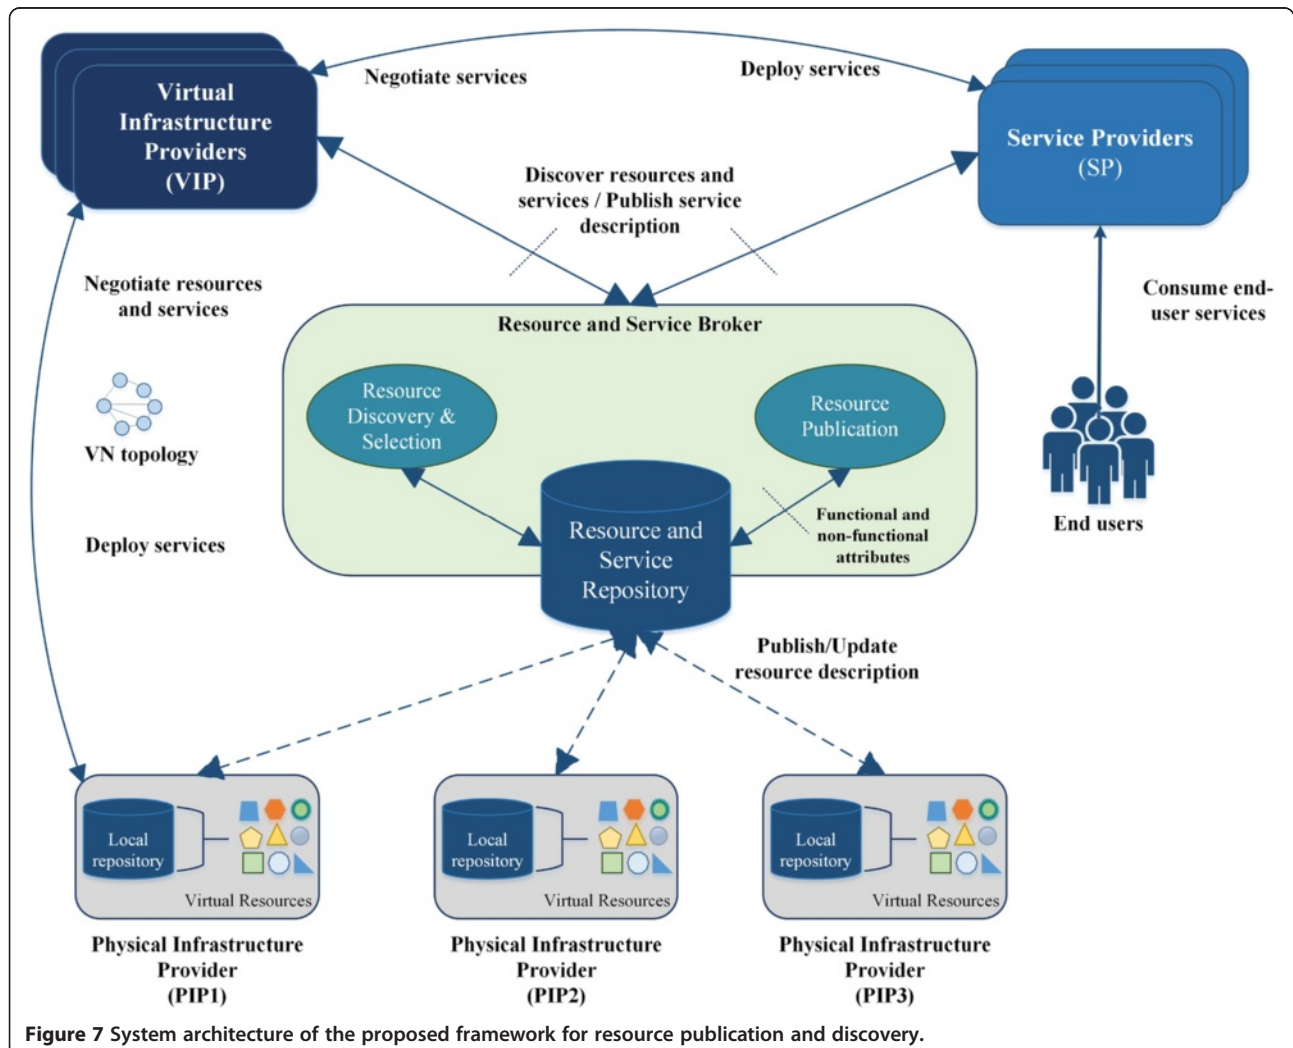 Virtual
Infrastructure
Providers
(VIP)
Negotiate services
Deploy services
Service Providers
(SP)
Discover resources and
services / Publish service
description
Negotiate resources
and services
Consume end-
user services
Resource and Service Broker
Resource
Discovery &
Selection
Resource
Publication
VN topology
Functional and
non-functional
attributes
End users
Resource and
Service
Repository
Deploy services
Publish/Update
resource description
Local
repository
Virtual Resources
Local
repository
Virtual Resources
Local
repository
Virtual Resources
Physical Infrastructure
Provider
(PIP1)
Physical Infrastructure
Provider
(PIP2)
Physical Infrastructure
Provider
(PIP3)
Figure 7 System architecture of the proposed framework for resource publication and discovery.